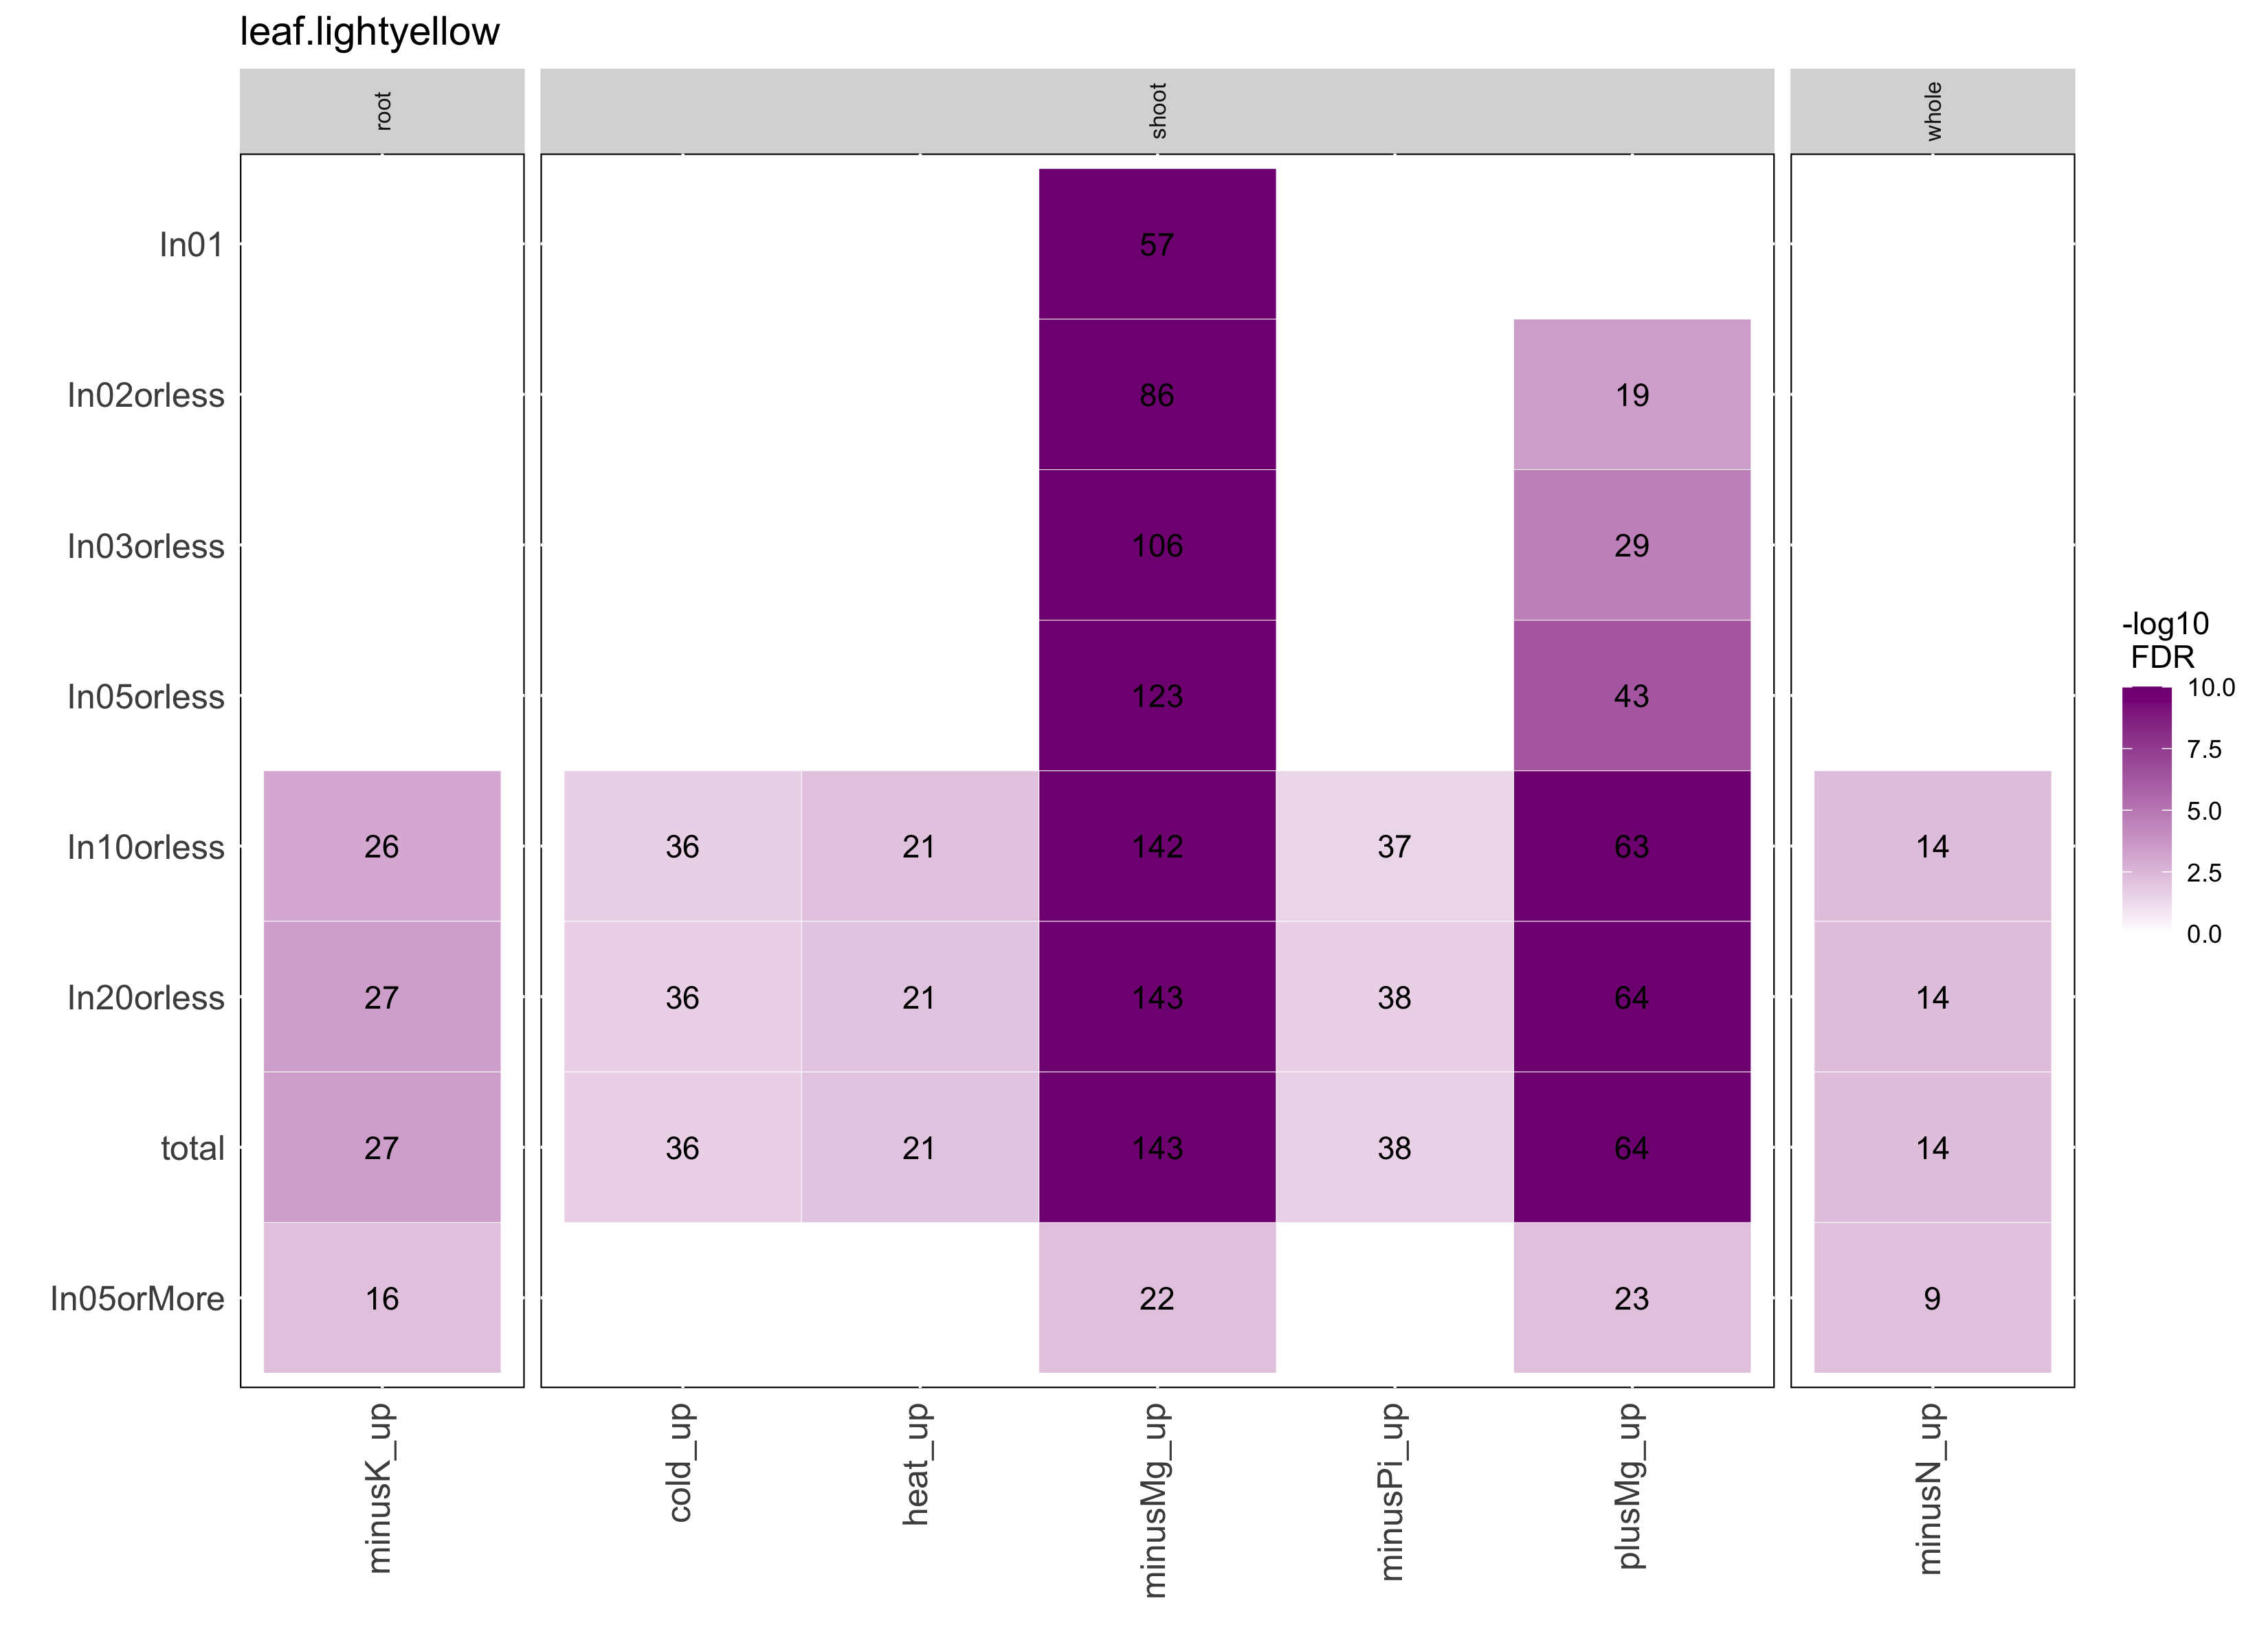 leaf.lightyellow
root shoot whole
In01 57
In02orless 86 19
In03orless 106 29
In05orless 123 43
In10orless 26 36 21 142 37 63 14
In20orless 27 36 21 143 38 64 14
total 27 36 21 143 38 64 14
In05orMore 16 22 23 9
minusK_up cold_up heat_up minusMg_up minusPi_up plusMg_up minusN_up
-log10
FDR
10.0
7.5
5.0
2.5
0.0